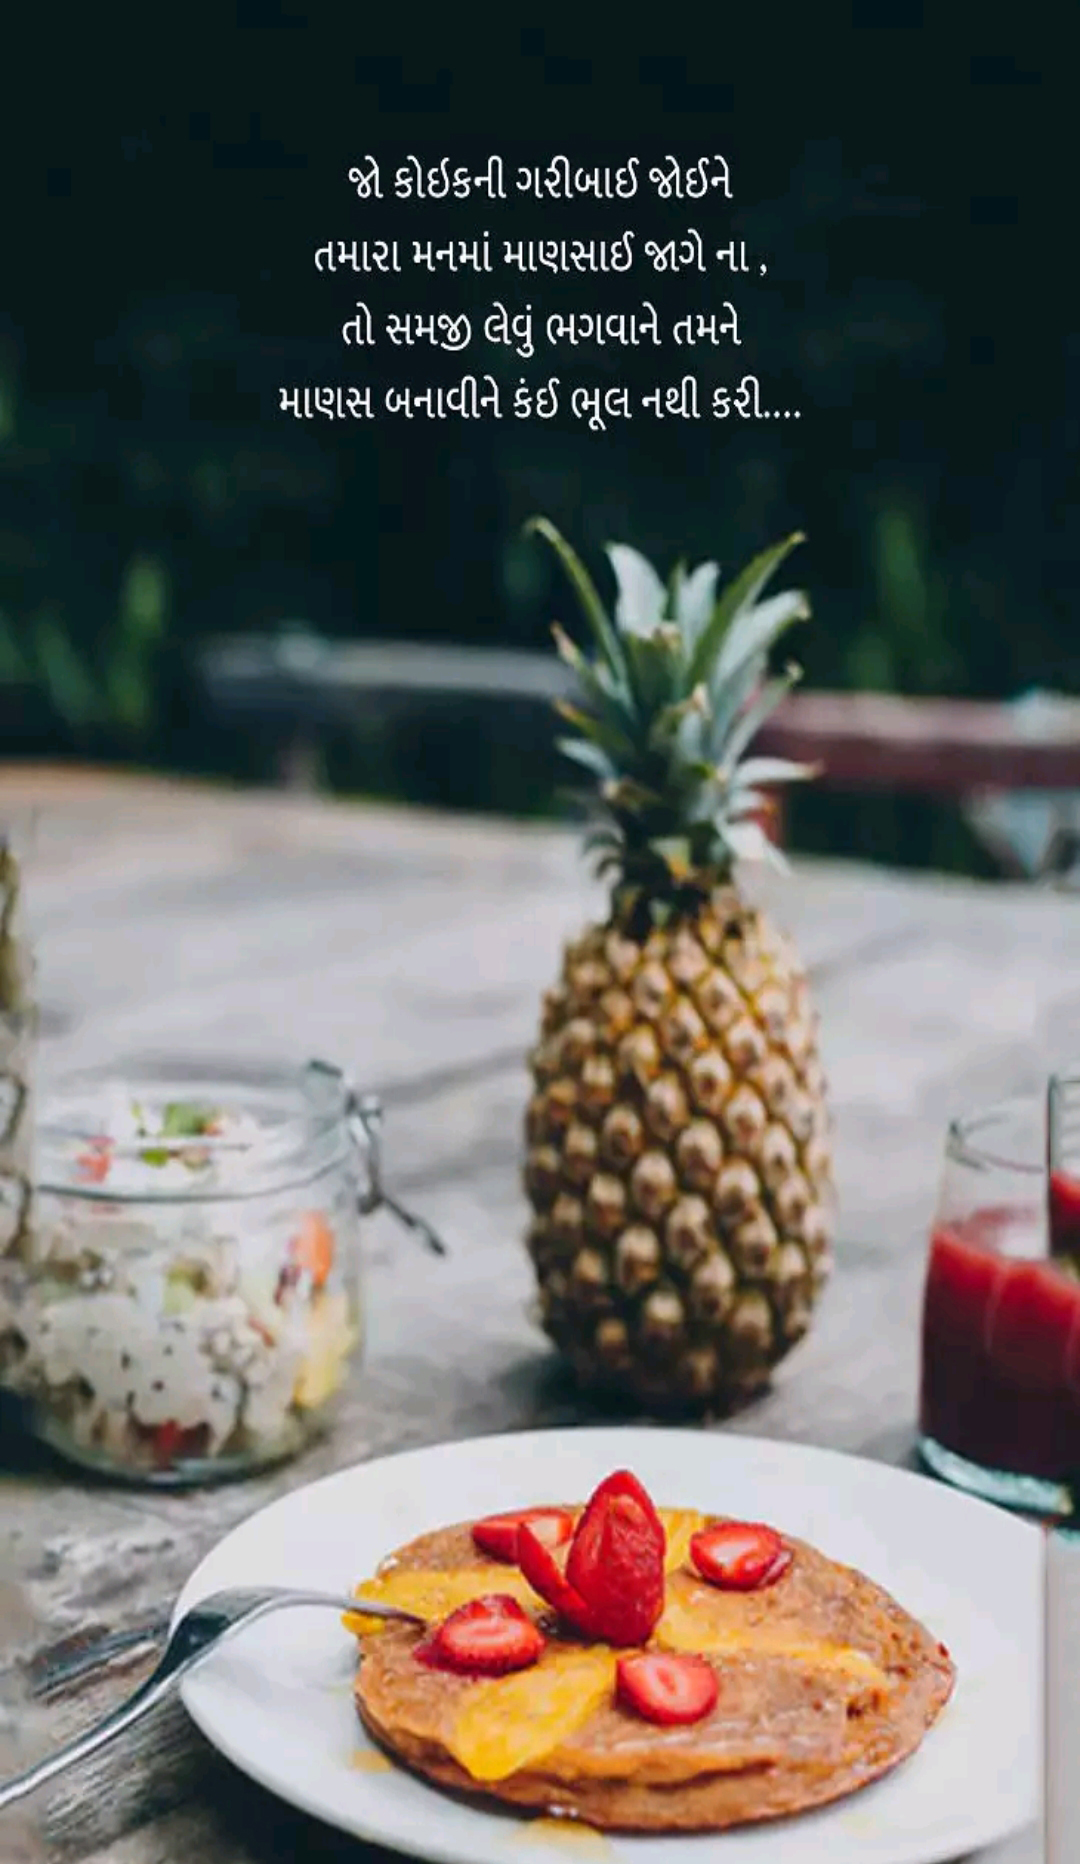 જો કોઇકની ગરીબાઈ જોઈને
તમારા મનમાં માણસાઈ જાગે ના ,
તો સમજી લેવું ભગવાને તમને
માણસ બનાવીને કંઈ ભૂલ નથી કરી....